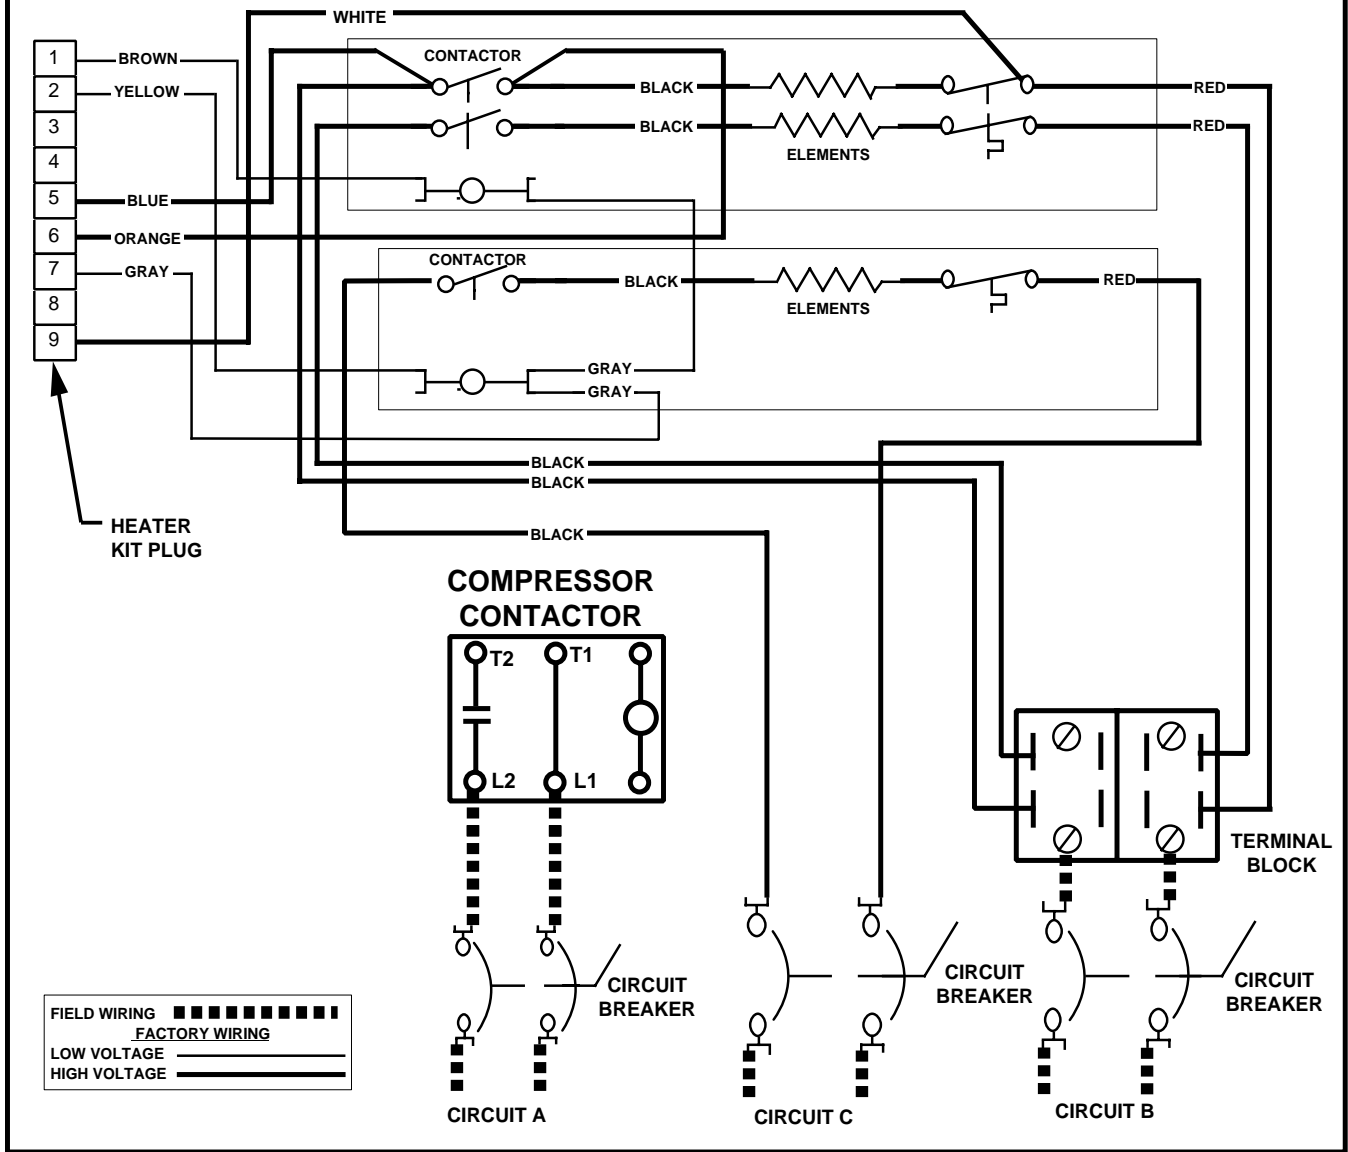 WHITE
1
BROWN
CONTACTOR
2
YELLOW
BLACK
RED
3
BLACK
RED
4
ELEMENTS
5
BLUE
6
ORANGE
7
GRAY
CONTACTOR
BLACK
RED
8
ELEMENTS
9
GRAY
GRAY
BLACK
BLACK
HEATER
KIT PLUG
BLACK
COMPRESSOR
CONTACTOR
T2
T1
L2
L1
TERMINAL
BLOCK
CIRCUIT
BREAKER
CIRCUIT
BREAKER
CIRCUIT
BREAKER
FIELD WIRING
FACTORY WIRING
LOW VOLTAGE
HIGH VOLTAGE
CIRCUIT A
CIRCUIT C
CIRCUIT B